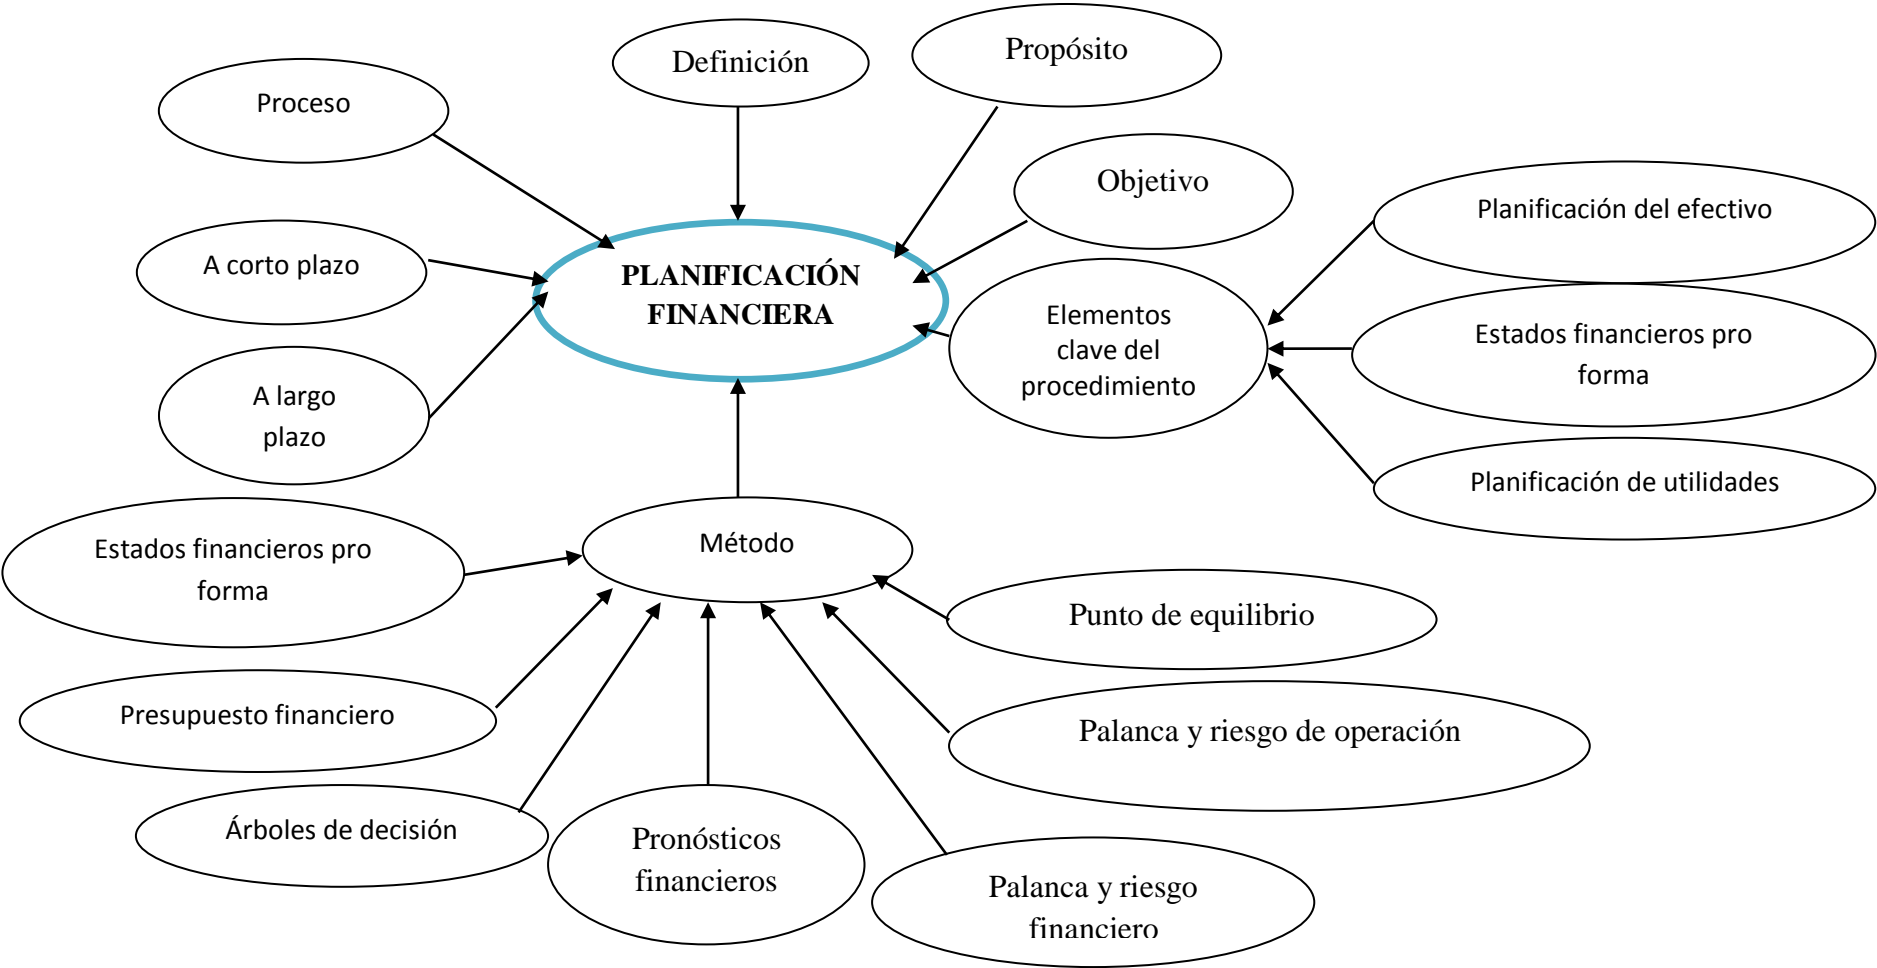 Propósito
Definición
Proceso
Objetivo
Planificación del efectivo
A corto plazo
PLANIFICACIÓN
FINANCIERA
Elementos
clave del
procedimiento
Estados financieros pro
forma
A largo
plazo
Planificación de utilidades
Método
Estados financieros pro
forma
Punto de equilibrio
Presupuesto financiero
Palanca y riesgo de operación
Árboles de decisión
Pronósticos
financieros
Palanca y riesgo
financiero